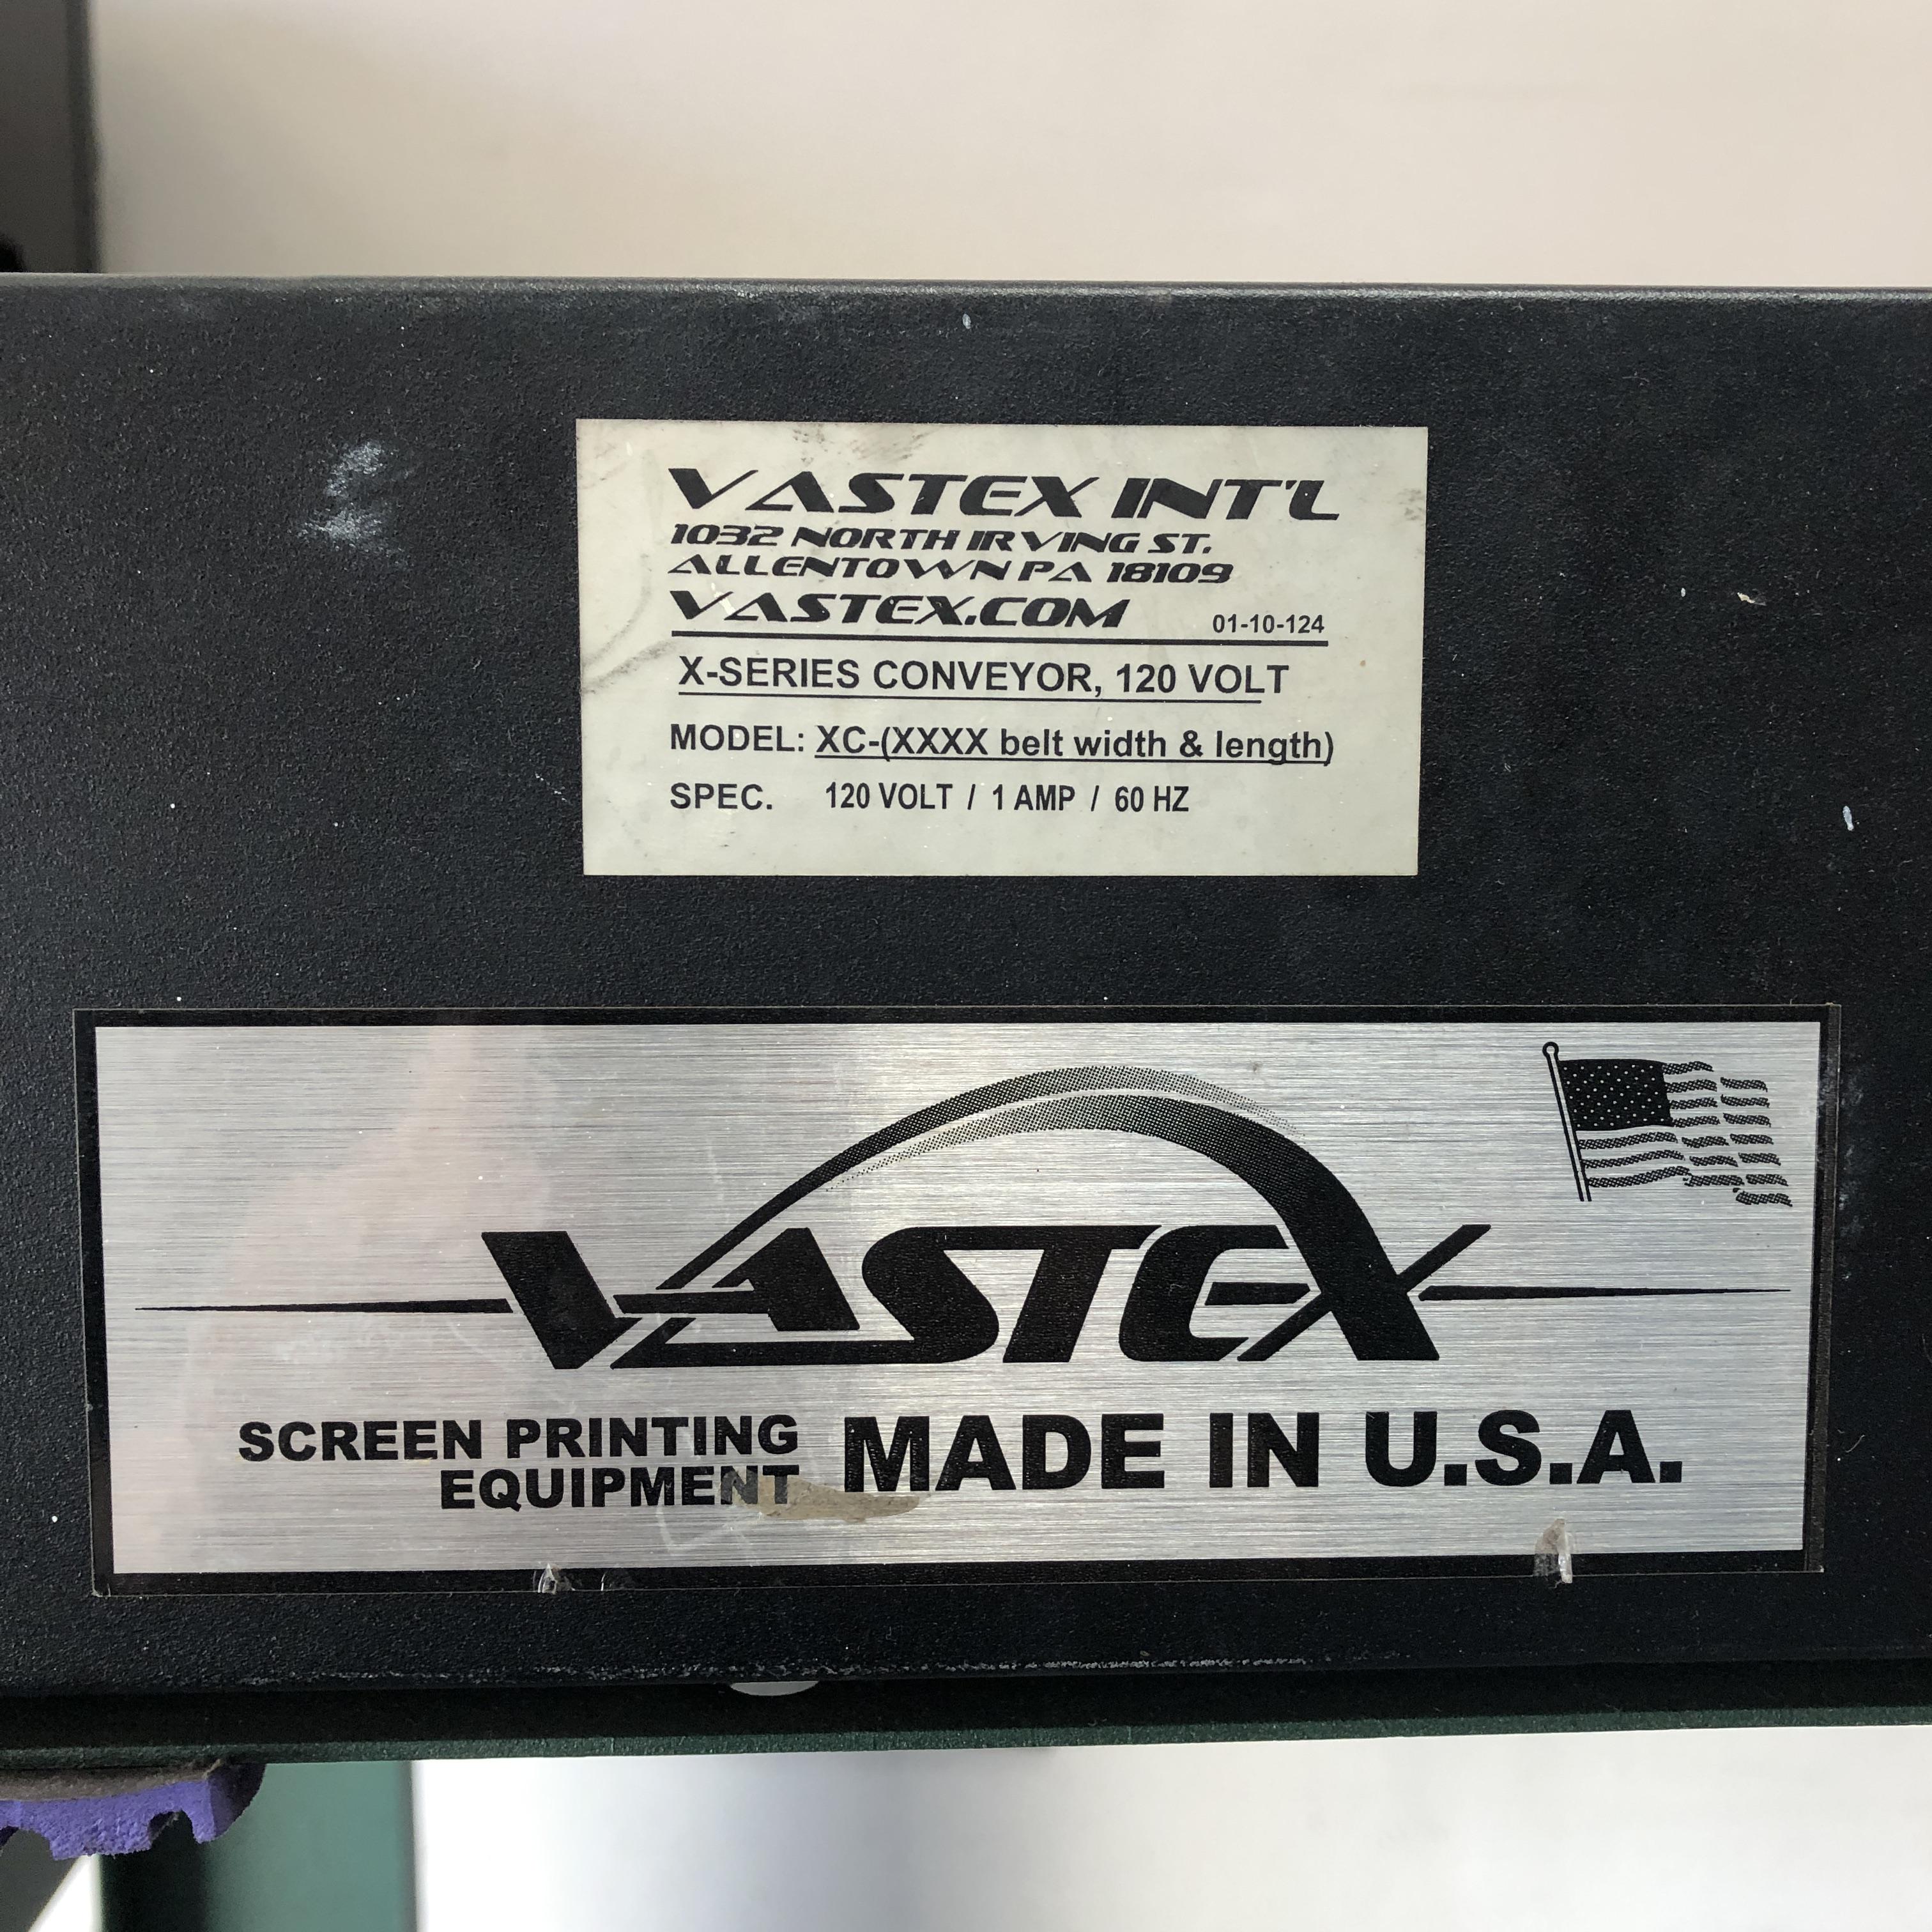 VASTEX INT'L
1032 NORTH IRVING ST.
ALLENTOWN PA 18109
VASTEX.COM 01-10-124
X-SERIES CONVEYOR, 120 VOLT
MODEL: XC-(XXXX belt width & length)
SPEC. 120 VOLT / 1 AMP / 60 HZ
VASTEX
SCREEN PRINTING
EQUIPMENT
MADE IN U.S.A.